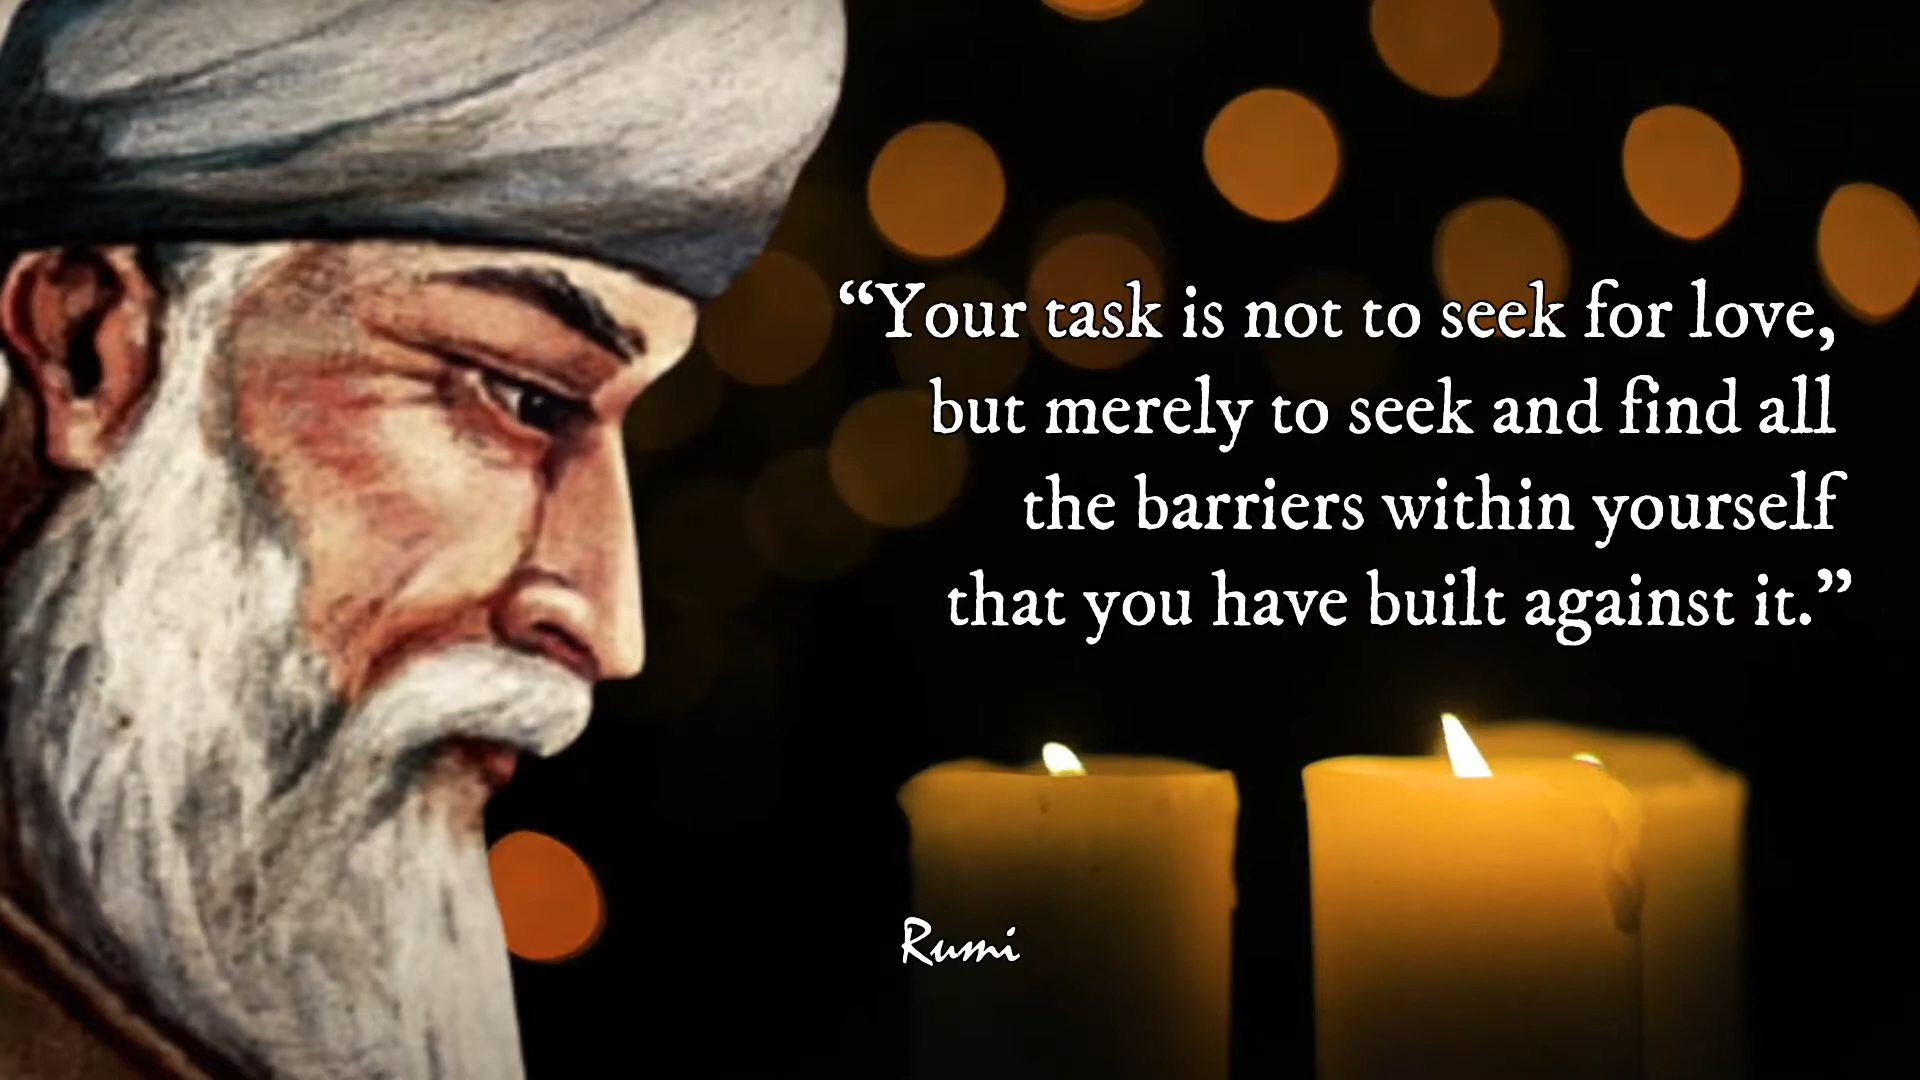 “Your task is not to seek for love,
but merely to seek and find all
the barriers within yourself
that you have built against it.”
Rumi